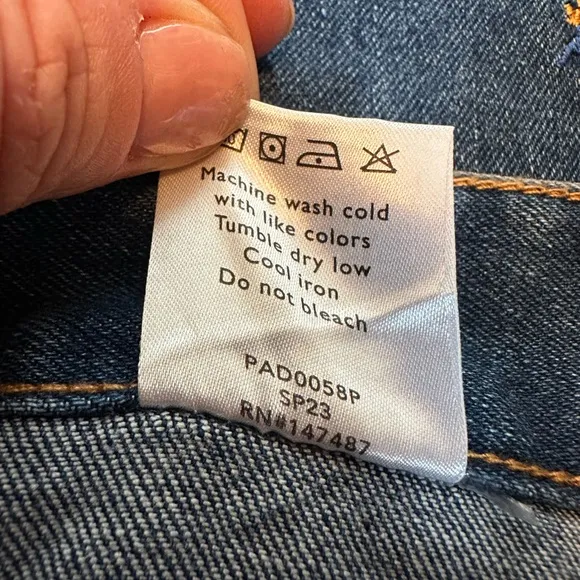 Machine wash cold
with like colors
Tumble dry low
Cool iron
Do not bleach
PAD0058P
SP23
RN#147487